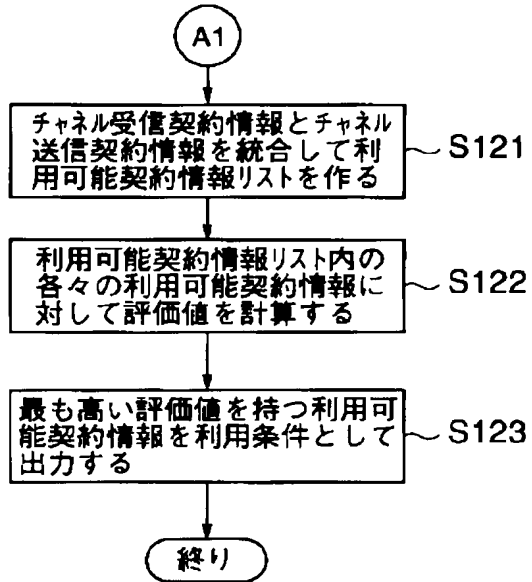 A1
チャネル受信契約情報とチャネル
送信契約情報を統合して利
用可能契約情報リストを作る
S121
利用可能契約情報リスト内の
各々の利用可能契約情報に
対して評価値を計算する
S122
最も高い評価値を持つ利用可
能契約情報を利用条件として
出力する
S123
終り